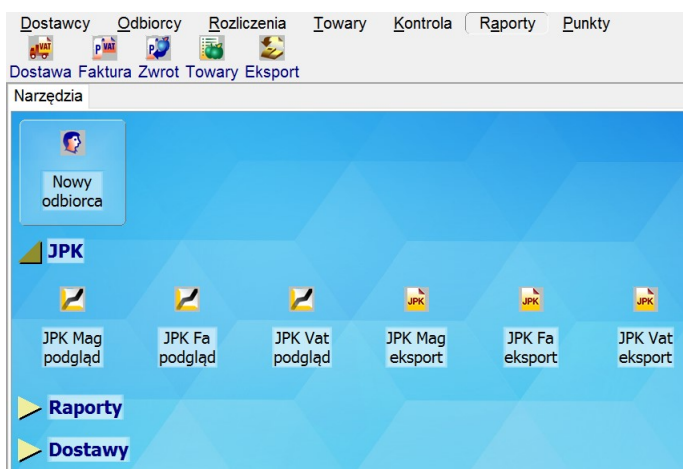 Dostawcy Odbiorcy Rozliczenia Towary Kontrola Raporty Punkty
VAT P VAT P
Dostawa Faktura Zwrot Towary Eksport
Narzędzia
Nowy
odbiorca
JPK
JPK JPK JPK
JPK Mag JPK Fa JPK Vat JPK Mag JPK Fa JPK Vat
podgląd podgląd podgląd eksport eksport eksport
Raporty
Dostawy